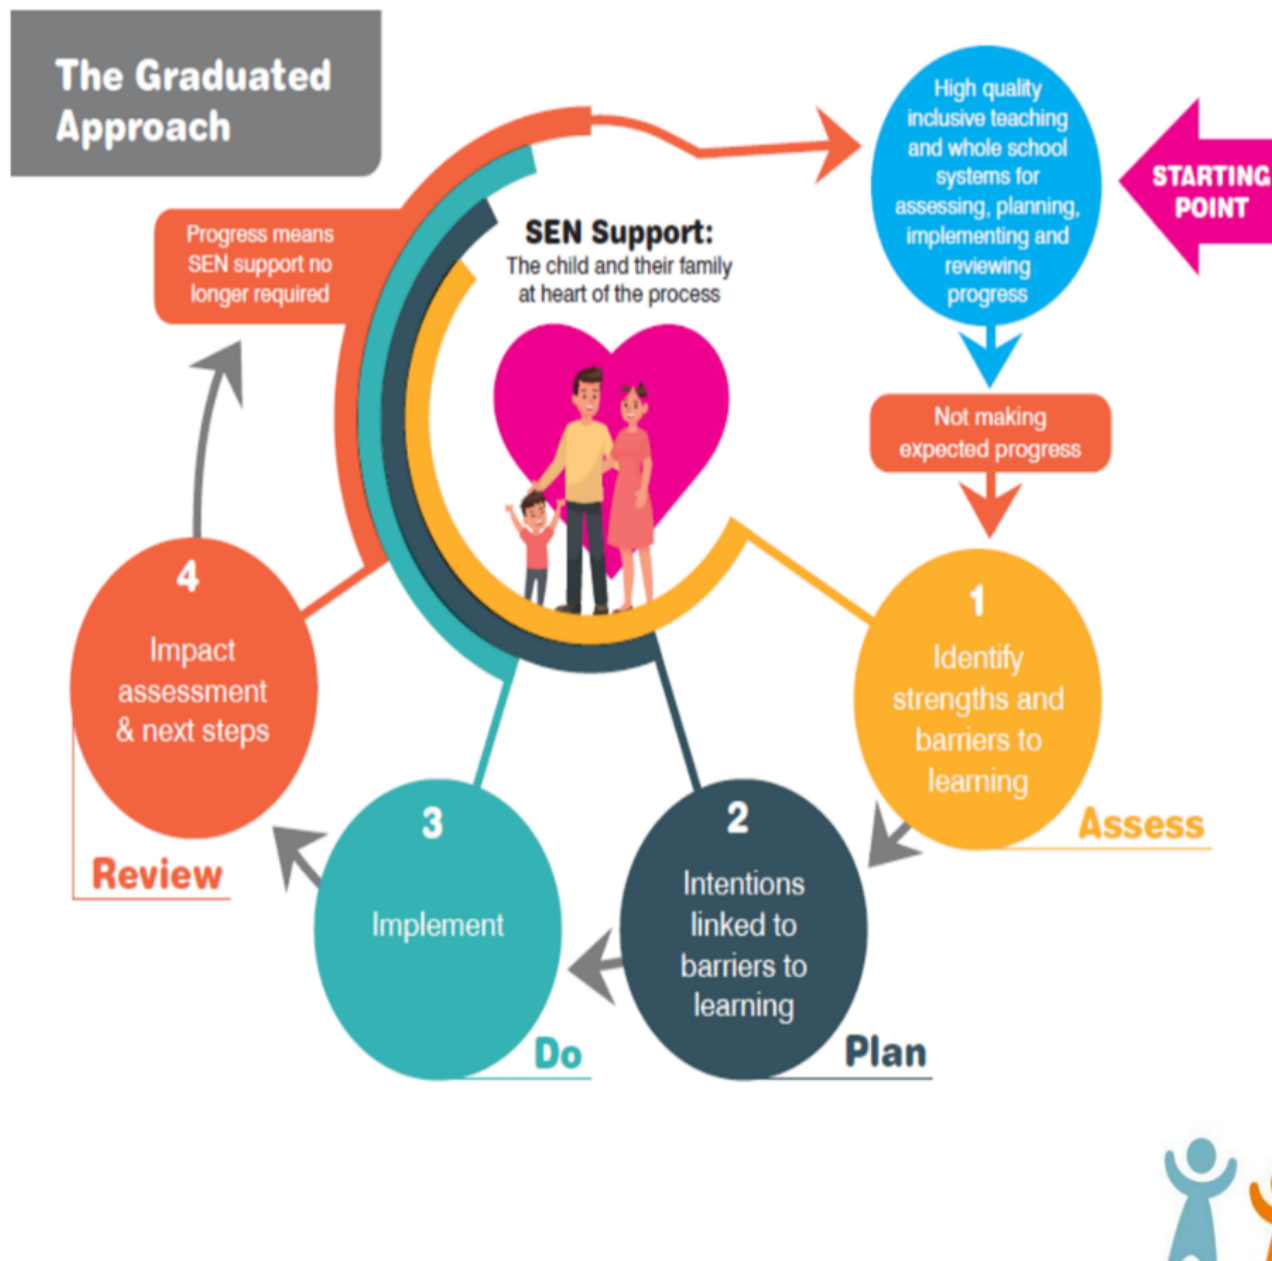 The Graduated
Approach
High quality
inclusive teaching
and whole school
systems for
assessing, planning,
implementing and
reviewing
progress
STARTING
POINT
Progress means
SEN support no
longer required
SEN Support:
The child and their family
at heart of the process
Not making
expected progress
1
Identify
strengths and
barriers to
learning
Assess
2
Intentions
linked to
barriers to
learning
Plan
3
Implement
Do
4
Impact
assessment
& next steps
Review